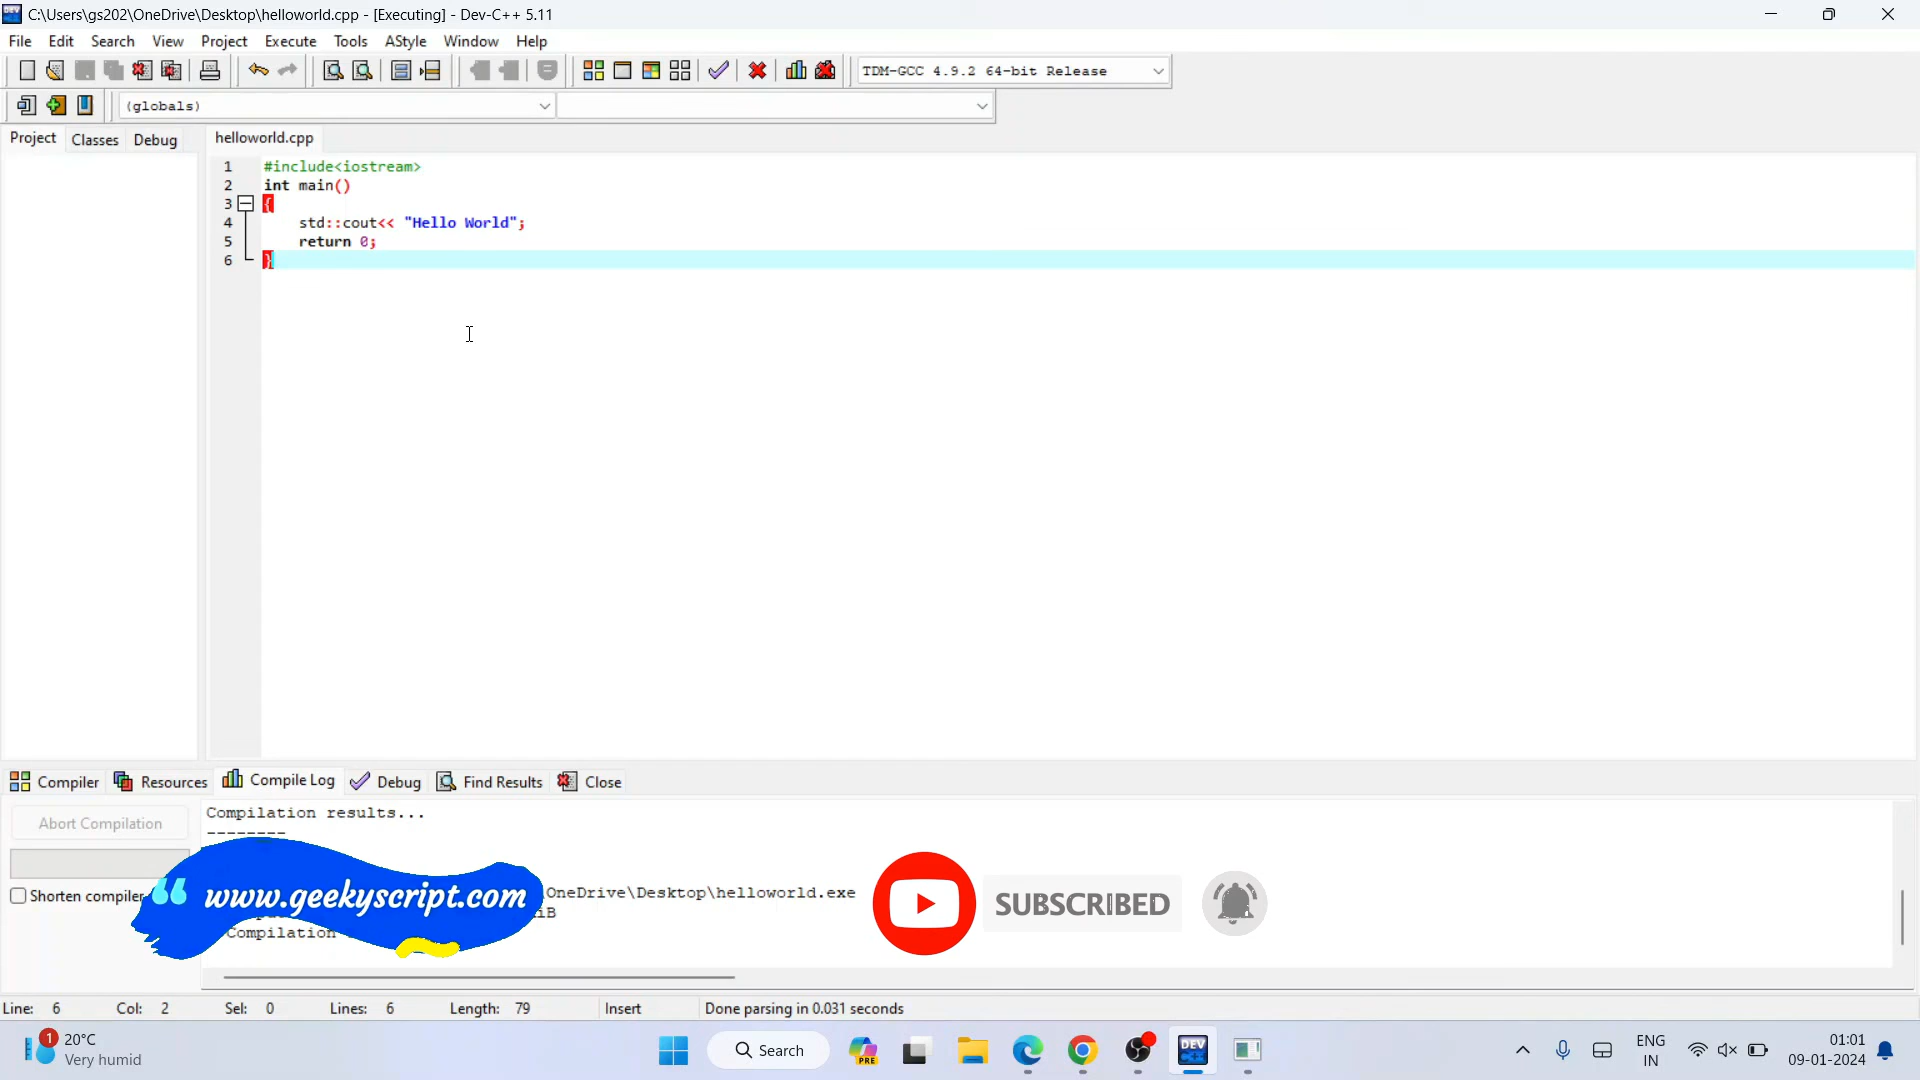 C:\Users\gs202\OneDrive\Desktop\helloworld.cpp - [Executing] - Dev-C++ 5.11
File Edit Search View Project Execute Tools AStyle Window Help
TDM-GCC 4.9.2 64-bit Release
(globals)
Project Classes Debug
helloworld.cpp
1 #include<iostream>
2 int main()
3 {
4 std::cout<< "Hello World";
5 return 0;
6 }
Compiler Resources Compile Log Debug Find Results Close
Abort Compilation
Compilation results...
--------
Shorten compiler
www.geekyscript.com
OneDrive\Desktop\helloworld.exe
iB
Compilation
SUBSCRIBED
Line: 6 Col: 2 Sel: 0 Lines: 6 Length: 79 Insert Done parsing in 0.031 seconds
1
20°C
Very humid
Search
PRE
DEV
C++
ENG
IN
01:01
09-01-2024